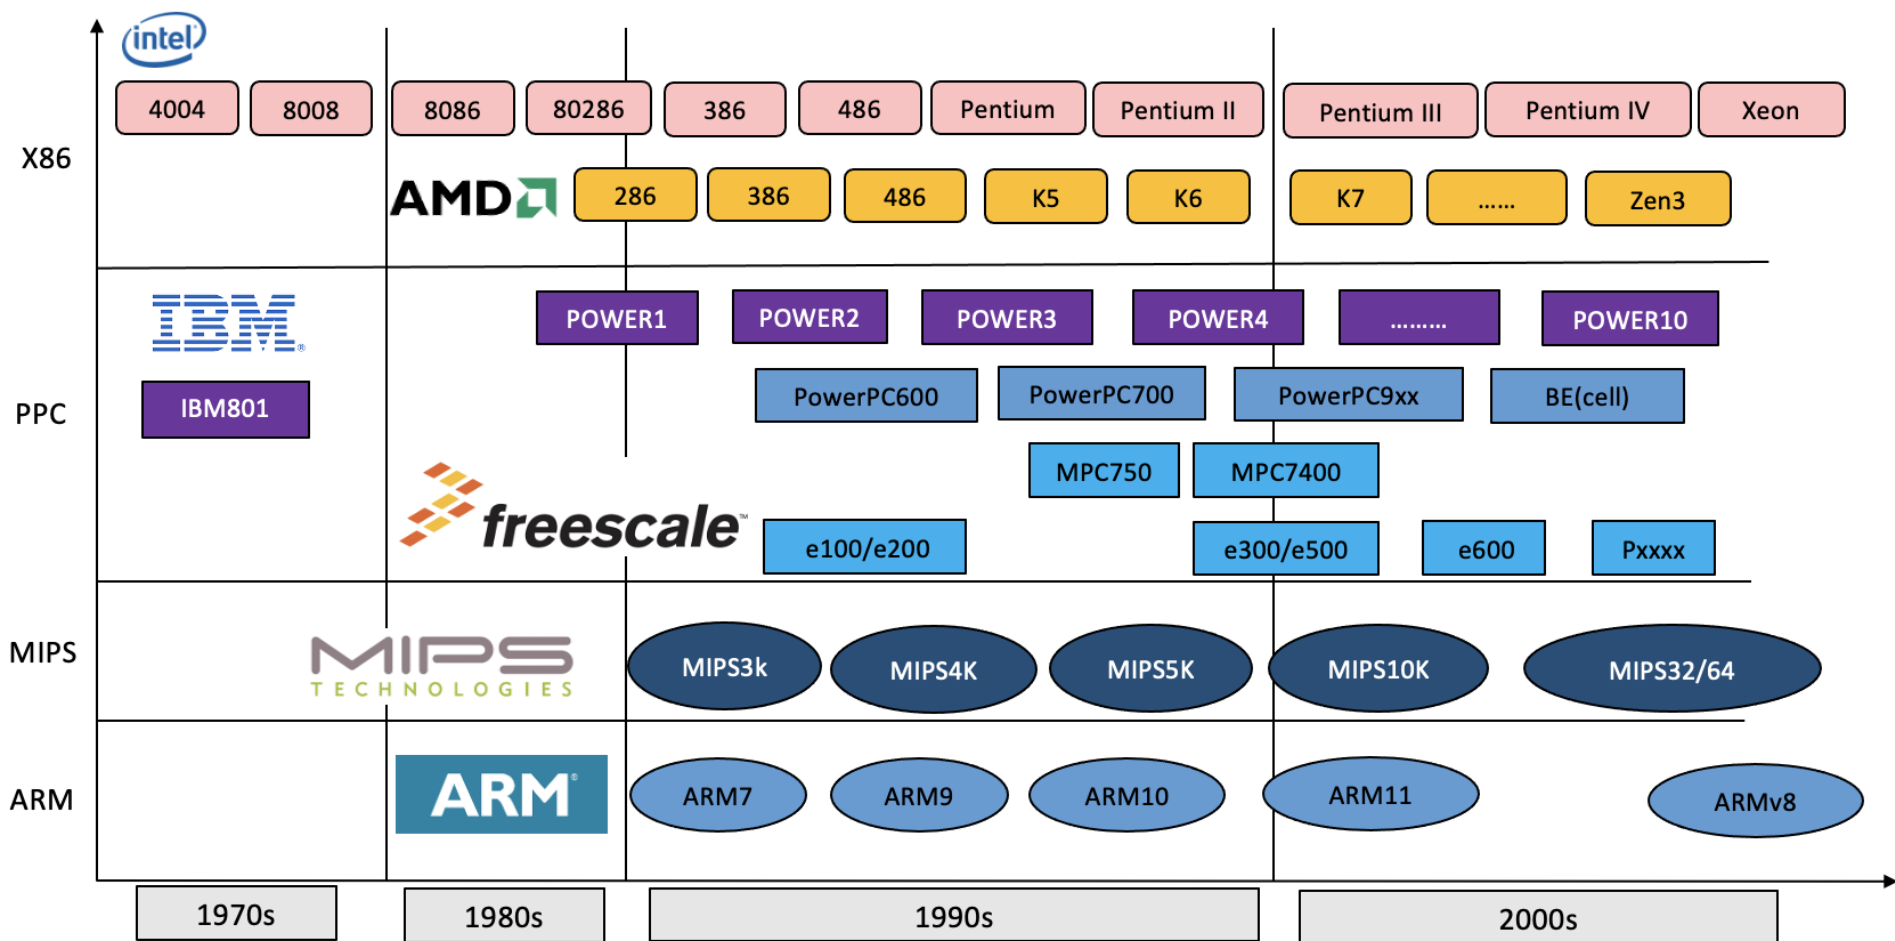 intel
4004 8008 8086 80286 386 486 Pentium Pentium II Pentium III Pentium IV Xeon
X86
AMD 286 386 486 K5 K6 K7 ...... Zen3
IBM®
POWER1 POWER2 POWER3 POWER4 ......... POWER10
PPC
IBM801 PowerPC600 PowerPC700 PowerPC9xx BE(cell)
MPC750 MPC7400
freescale™
e100/e200 e300/e500 e600 Pxxxx
MIPS
MIPS
TECHNOLOGIES
MIPS3k MIPS4K MIPS5K MIPS10K MIPS32/64
ARM
ARM® ARM7 ARM9 ARM10 ARM11 ARMv8
1970s 1980s 1990s 2000s